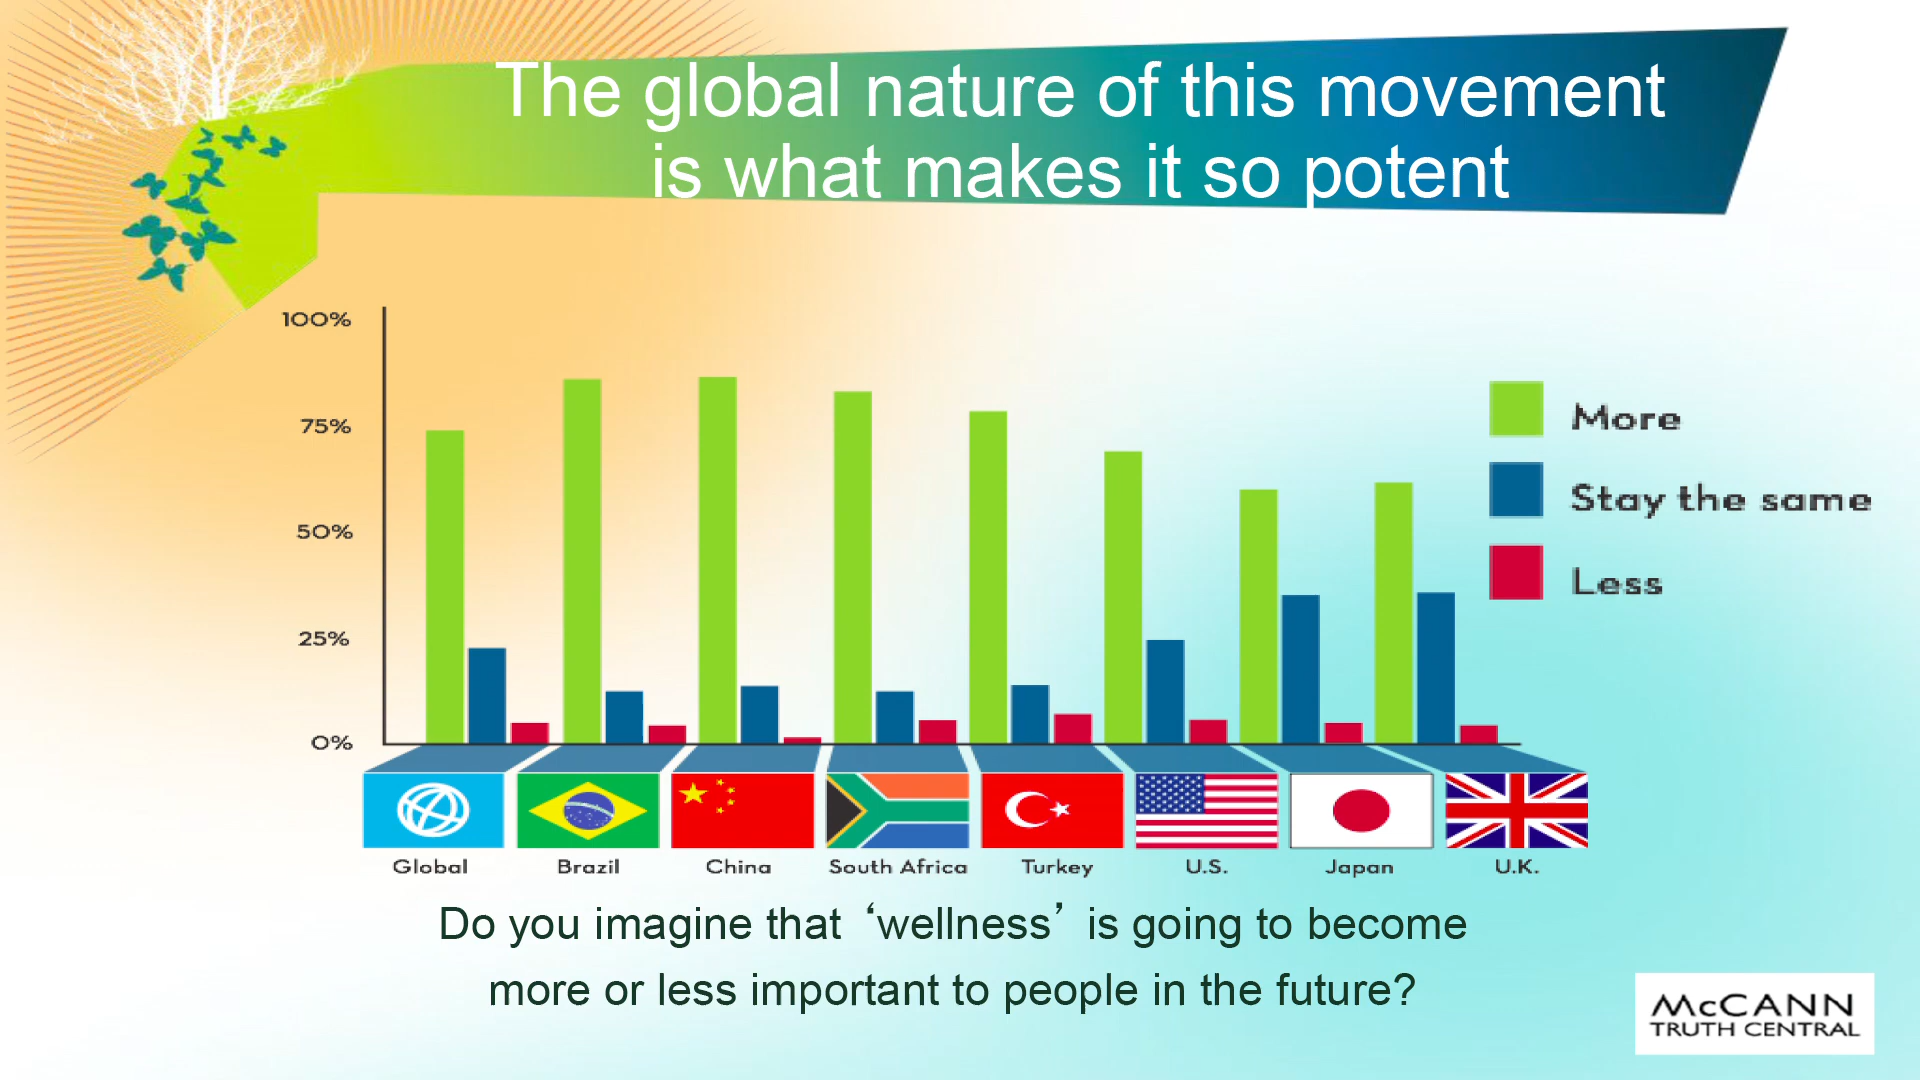 The global nature of this movement
is what makes it so potent
100%
75%
50%
25%
0%
More
Stay the same
Less
Global
Brazil
China
South Africa
Turkey
U.S.
Japan
U.K.
Do you imagine that ‘wellness’ is going to become
more or less important to people in the future?
McCANN
TRUTH CENTRAL